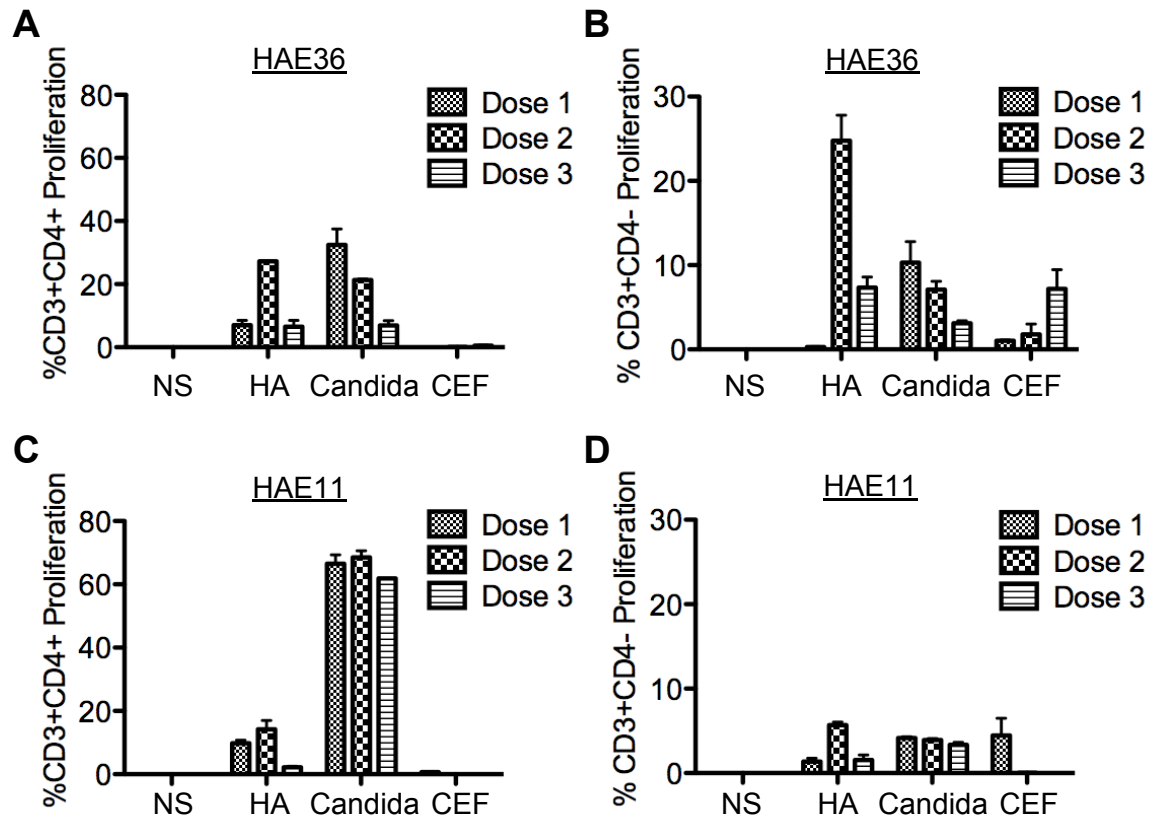 A
HAE36
%CD3+CD4+ Proliferation
80
60
40
20
0
Dose 1
Dose 2
Dose 3
NS HA Candida CEF
B
HAE36
% CD3+CD4- Proliferation
30
20
10
0
Dose 1
Dose 2
Dose 3
NS HA Candida CEF
C
HAE11
%CD3+CD4+ Proliferation
80
60
40
20
0
Dose 1
Dose 2
Dose 3
NS HA Candida CEF
D
HAE11
% CD3+CD4- Proliferation
30
20
10
0
Dose 1
Dose 2
Dose 3
NS HA Candida CEF